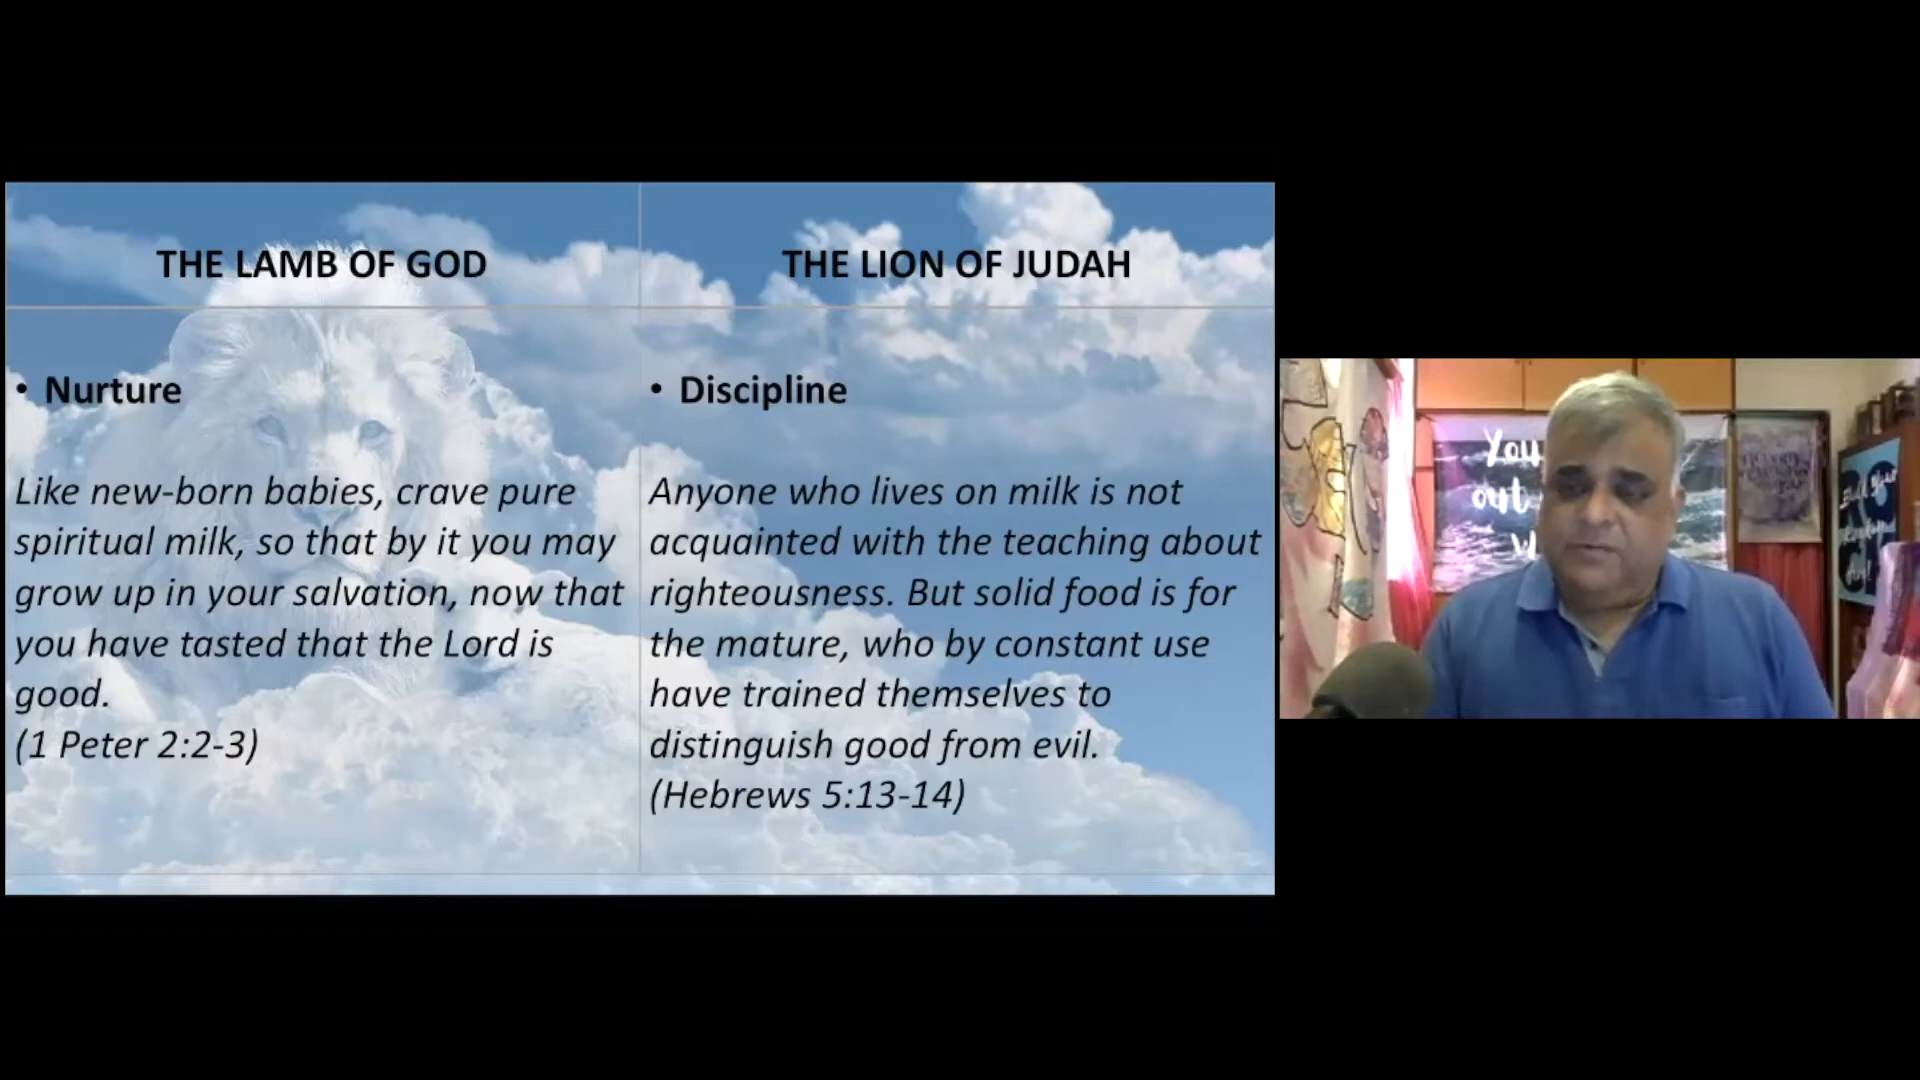 THE LAMB OF GOD
THE LION OF JUDAH
• Nurture
Like new-born babies, crave pure
spiritual milk, so that by it you may
grow up in your salvation, now that
you have tasted that the Lord is
good.
(1 Peter 2:2-3)
• Discipline
Anyone who lives on milk is not
acquainted with the teaching about
righteousness. But solid food is for
the mature, who by constant use
have trained themselves to
distinguish good from evil.
(Hebrews 5:13-14)
You
out